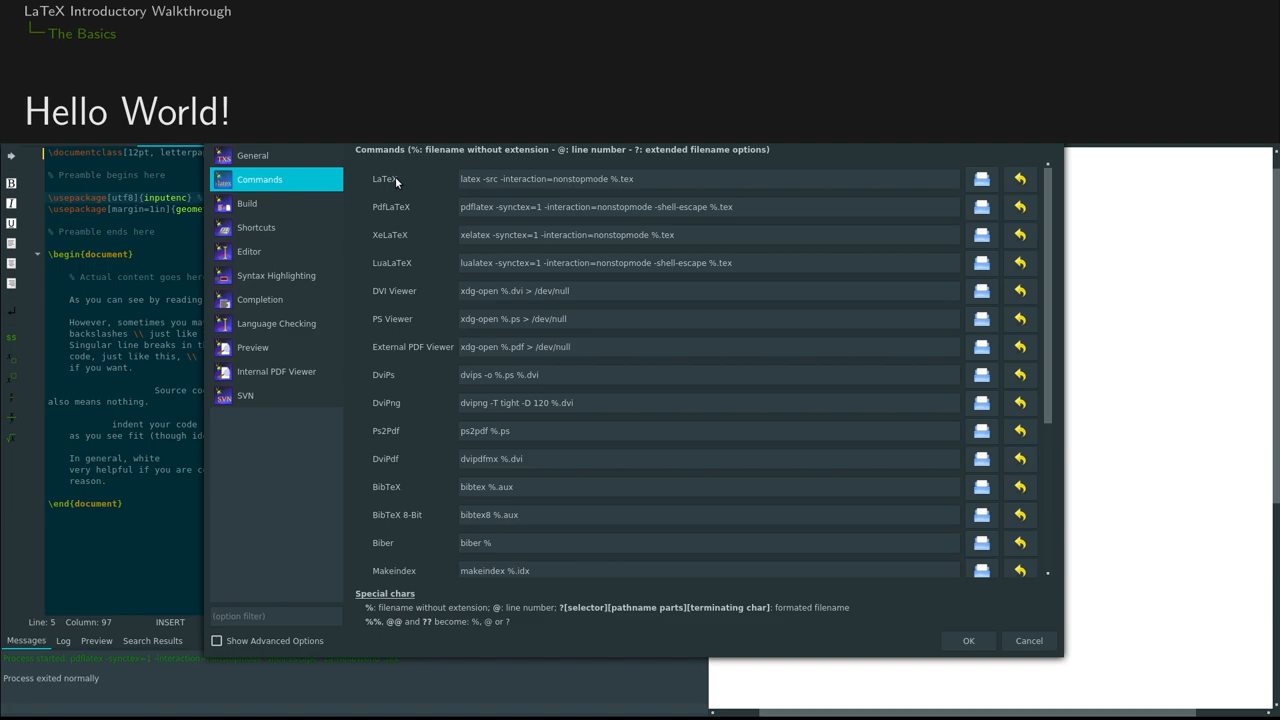 LaTeX Introductory Walkthrough
The Basics
Hello World!
\documentclass[12pt, letterpa
% Preamble begins here
\usepackage[utf8]{inputenc} %
\usepackage[margin=1in]{geome
% Preamble ends here
\begin{document}
% Actual content goes her
As you can see by reading
However, sometimes you ma
backslashes \\ just like
Singular line breaks in th
code, just like this, \\
if you want.
Source co
also means nothing.
indent your code
as you see fit (though id
In general, white
very helpful if you are c
reason.
\end{document}
Line: 5 Column: 97 INSERT
Messages Log Preview Search Results
Process started: pdflatex -synctex=1 -interaction=
Process exited normally
General
Commands
Build
Shortcuts
Editor
Syntax Highlighting
Completion
Language Checking
Preview
Internal PDF Viewer
SVN
(option filter)
Show Advanced Options
Commands (%: filename without extension - @: line number - ?: extended filename options)
LaTeX latex -src -interaction=nonstopmode %.tex
PdfLaTeX pdflatex -synctex=1 -interaction=nonstopmode -shell-escape %.tex
XeLaTeX xelatex -synctex=1 -interaction=nonstopmode %.tex
LuaLaTeX lualatex -synctex=1 -interaction=nonstopmode -shell-escape %.tex
DVI Viewer xdg-open %.dvi > /dev/null
PS Viewer xdg-open %.ps > /dev/null
External PDF Viewer xdg-open %.pdf > /dev/null
DviPs dvips -o %.ps %.dvi
DviPng dvipng -T tight -D 120 %.dvi
Ps2Pdf ps2pdf %.ps
DviPdf dvipdfmx %.dvi
BibTeX bibtex %.aux
BibTeX 8-Bit bibtex8 %.aux
Biber biber %
Makeindex makeindex %.idx
Special chars
%: filename without extension; @: line number; ?[selector][pathname parts][terminating char]: formated filename
%%, @@ and ?? become: %, @ or ?
OK Cancel